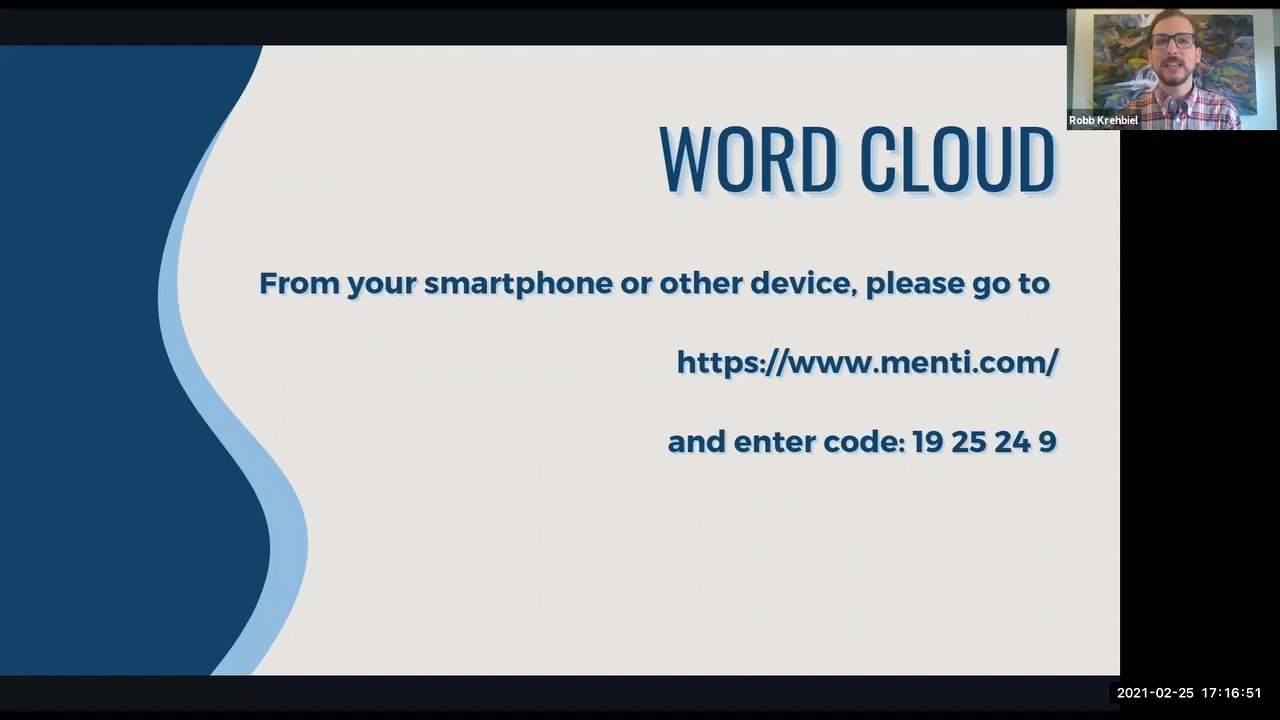 Robb Krehbiel
WORD CLOUD
From your smartphone or other device, please go to
https://www.menti.com/
and enter code: 19 25 24 9
2021-02-25 17:16:51